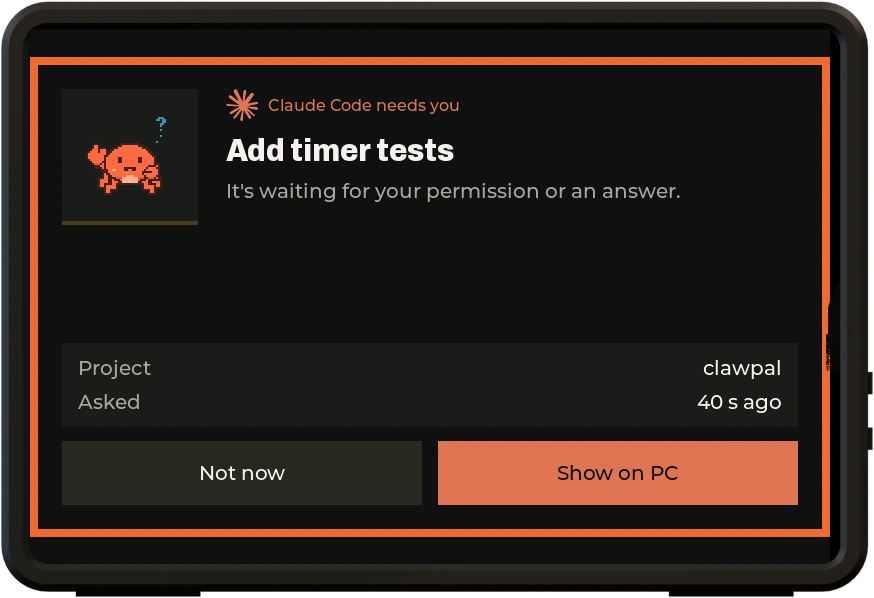 ?
Claude Code needs you
Add timer tests
It's waiting for your permission or an answer.
Project clawpal
Asked 40 s ago
Not now
Show on PC